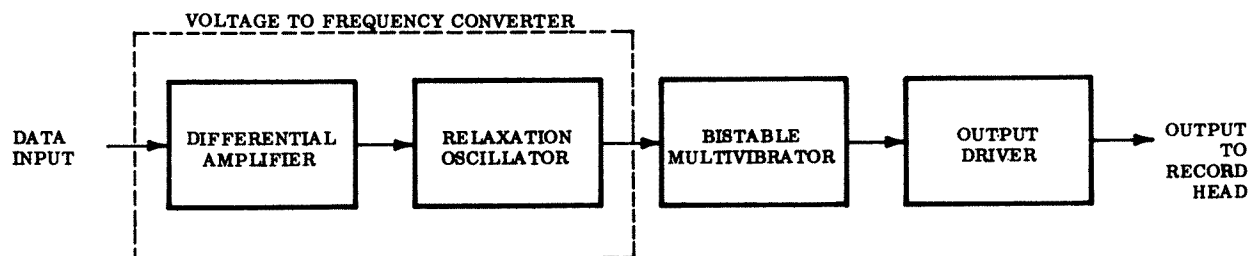 VOLTAGE TO FREQUENCY CONVERTER
DATA
INPUT
DIFFERENTIAL
AMPLIFIER
RELAXATION
OSCILLATOR
BISTABLE
MULTIVIBRATOR
OUTPUT
DRIVER
OUTPUT
TO
RECORD
HEAD